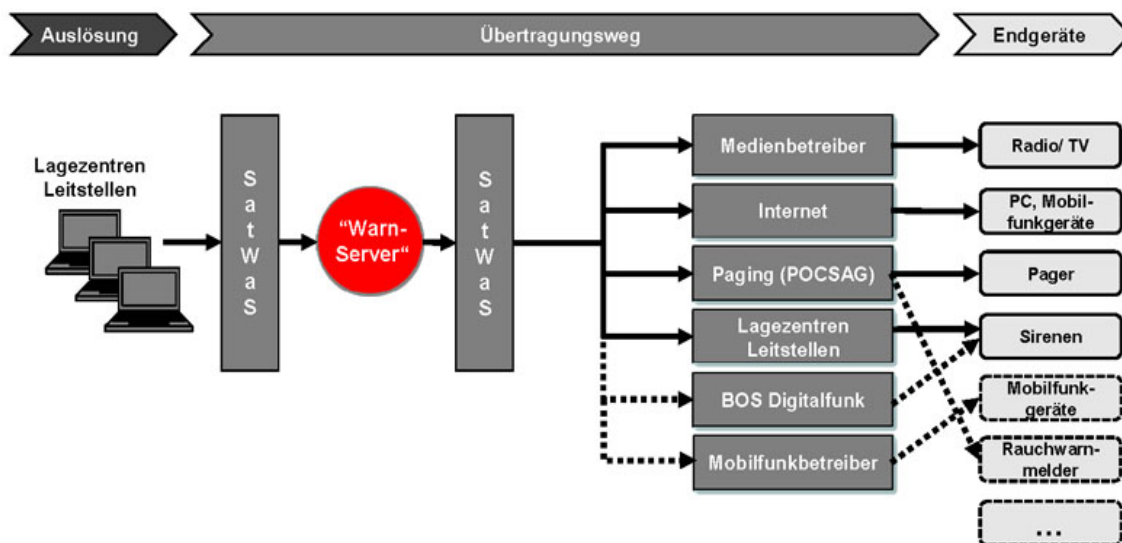 Auslösung
Übertragungsweg
Endgeräte
Lagezentren
Leitstellen
S
a
t
W
a
S
"Warn-
Server"
S
a
t
W
a
S
Medienbetreiber
Radio/ TV
Internet
PC, Mobil-
funkgeräte
Paging (POCSAG)
Pager
Lagezentren
Leitstellen
Sirenen
BOS Digitalfunk
Mobilfunk-
geräte
Mobilfunkbetreiber
Rauchwarn-
melder
...